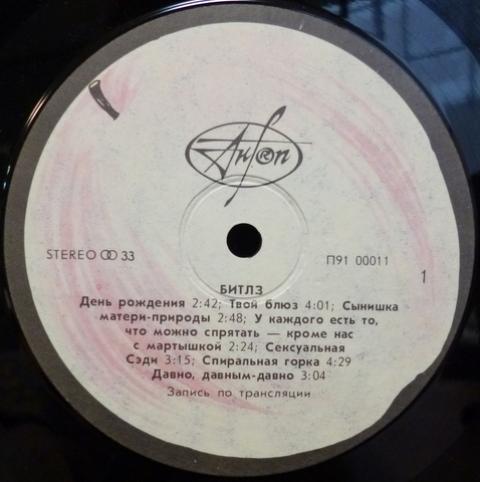 Антроп
STEREO 33
П91 00011
1
БИТЛЗ
День рождения 2:42; Твой блюз 4:01; Сынишка
матери-природы 2:48; У каждого есть то,
что можно спрятать — кроме нас
с мартышкой 2:24; Сексуальная
Сэди 3:15; Спиральная горка 4:29
Давно, давным-давно 3:04
Запись по трансляции